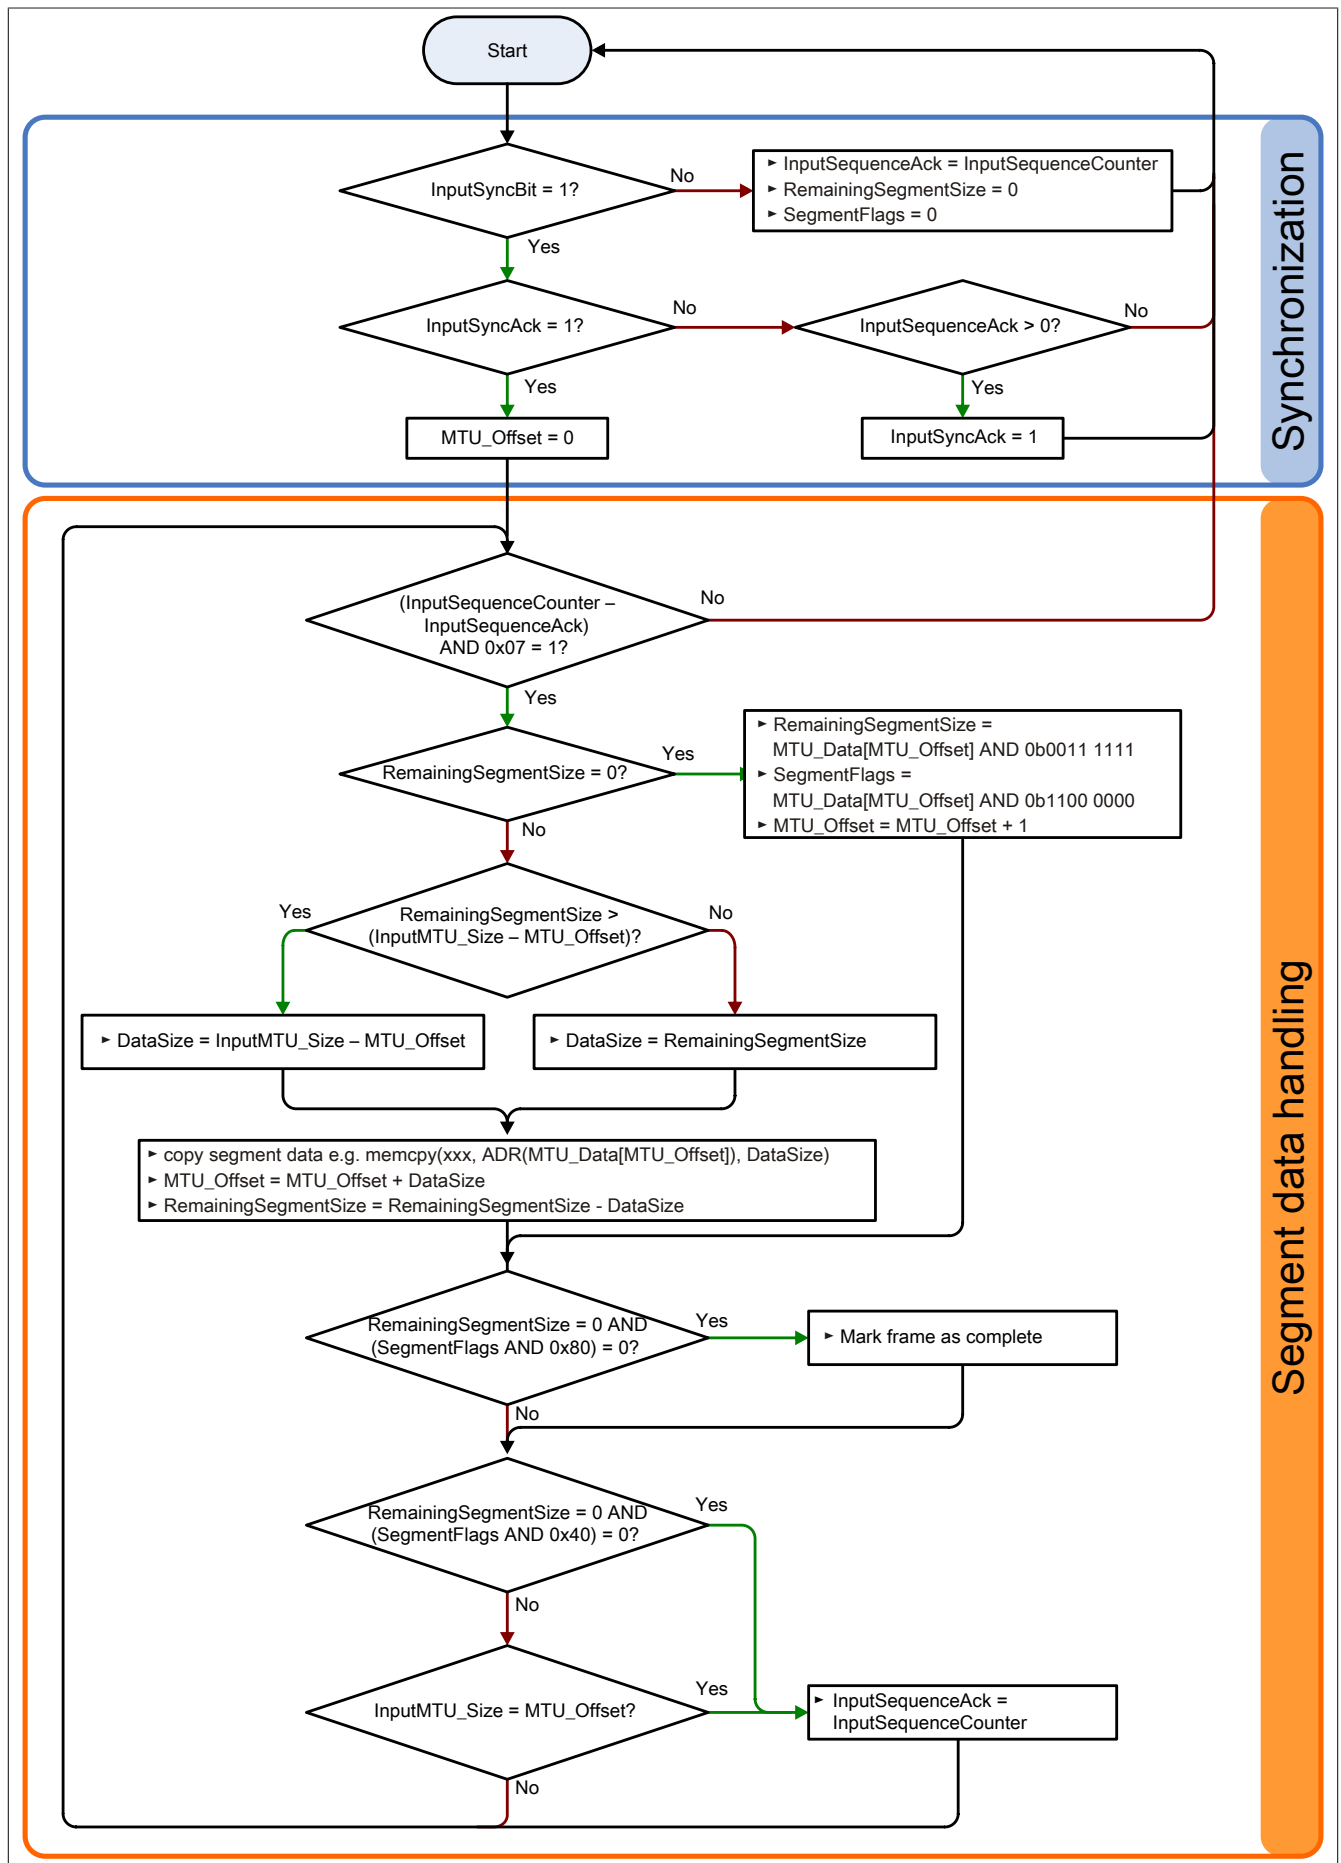 Start
InputSyncBit = 1?
No
► InputSequenceAck = InputSequenceCounter
► RemainingSegmentSize = 0
► SegmentFlags = 0
Yes
InputSyncAck = 1?
No
InputSequenceAck > 0?
No
Yes
Yes
MTU_Offset = 0
InputSyncAck = 1
Synchronization
(InputSequenceCounter –
InputSequenceAck)
AND 0x07 = 1?
No
Yes
RemainingSegmentSize = 0?
Yes
► RemainingSegmentSize =
MTU_Data[MTU_Offset] AND 0b0011 1111
► SegmentFlags =
MTU_Data[MTU_Offset] AND 0b1100 0000
► MTU_Offset = MTU_Offset + 1
No
RemainingSegmentSize >
(InputMTU_Size – MTU_Offset)?
Yes
No
► DataSize = InputMTU_Size – MTU_Offset
► DataSize = RemainingSegmentSize
► copy segment data e.g. memcpy(xxx, ADR(MTU_Data[MTU_Offset]), DataSize)
► MTU_Offset = MTU_Offset + DataSize
► RemainingSegmentSize = RemainingSegmentSize - DataSize
RemainingSegmentSize = 0 AND
(SegmentFlags AND 0x80) = 0?
Yes
► Mark frame as complete
No
RemainingSegmentSize = 0 AND
(SegmentFlags AND 0x40) = 0?
Yes
No
InputMTU_Size = MTU_Offset?
Yes
► InputSequenceAck =
InputSequenceCounter
No
Segment data handling